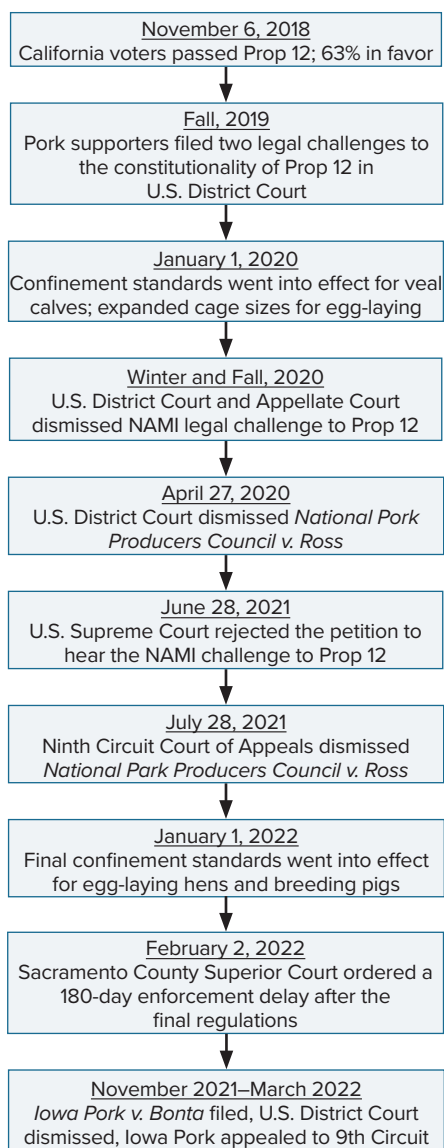 November 6, 2018
California voters passed Prop 12; 63% in favor
Fall, 2019
Pork supporters filed two legal challenges to
the constitutionality of Prop 12 in
U.S. District Court
January 1, 2020
Confinement standards went into effect for veal
calves; expanded cage sizes for egg-laying
Winter and Fall, 2020
U.S. District Court and Appellate Court
dismissed NAMI legal challenge to Prop 12
April 27, 2020
U.S. District Court dismissed National Pork
Producers Council v. Ross
June 28, 2021
U.S. Supreme Court rejected the petition to
hear the NAMI challenge to Prop 12
July 28, 2021
Ninth Circuit Court of Appeals dismissed
National Park Producers Council v. Ross
January 1, 2022
Final confinement standards went into effect
for egg-laying hens and breeding pigs
February 2, 2022
Sacramento County Superior Court ordered a
180-day enforcement delay after the
final regulations
November 2021–March 2022
Iowa Pork v. Bonta filed, U.S. District Court
dismissed, Iowa Pork appealed to 9th Circuit